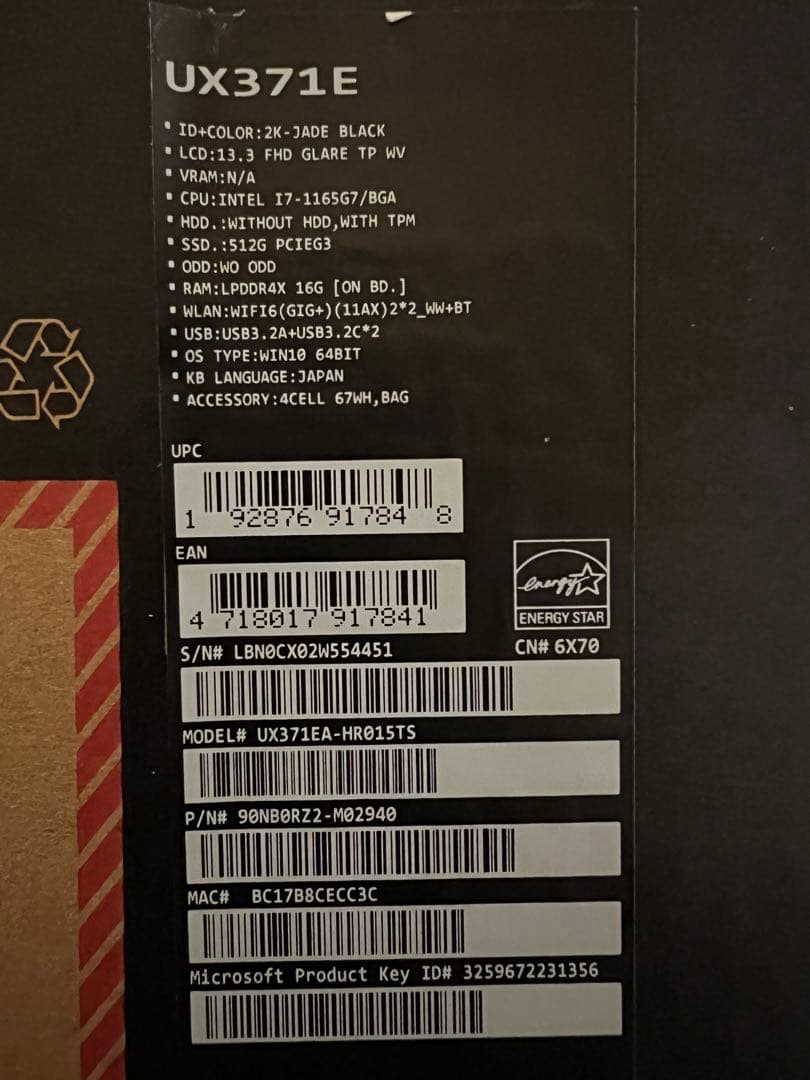 UX371E
▪ ID+COLOR:2K-JADE BLACK
▪ LCD:13.3 FHD GLARE TP WV
▪ VRAM:N/A
▪ CPU:INTEL I7-1165G7/BGA
▪ HDD.:WITHOUT HDD,WITH TPM
▪ SSD.:512G PCIEG3
▪ ODD:WO ODD
▪ RAM:LPDDR4X 16G [ON BD.]
▪ WLAN:WIFI6(GIG+)(11AX)2*2_WW+BT
▪ USB:USB3.2A+USB3.2C*2
▪ OS TYPE:WIN10 64BIT
▪ KB LANGUAGE:JAPAN
▪ ACCESSORY:4CELL 67WH,BAG
UPC
1 92876 91784 8
EAN
4 718017 917841
energy
ENERGY STAR
S/N# LBN0CX02W554451
CN# 6X70
MODEL# UX371EA-HR015TS
P/N# 90NB0RZ2-M02940
MAC# BC17B8CECC3C
Microsoft Product Key ID# 3259672231356